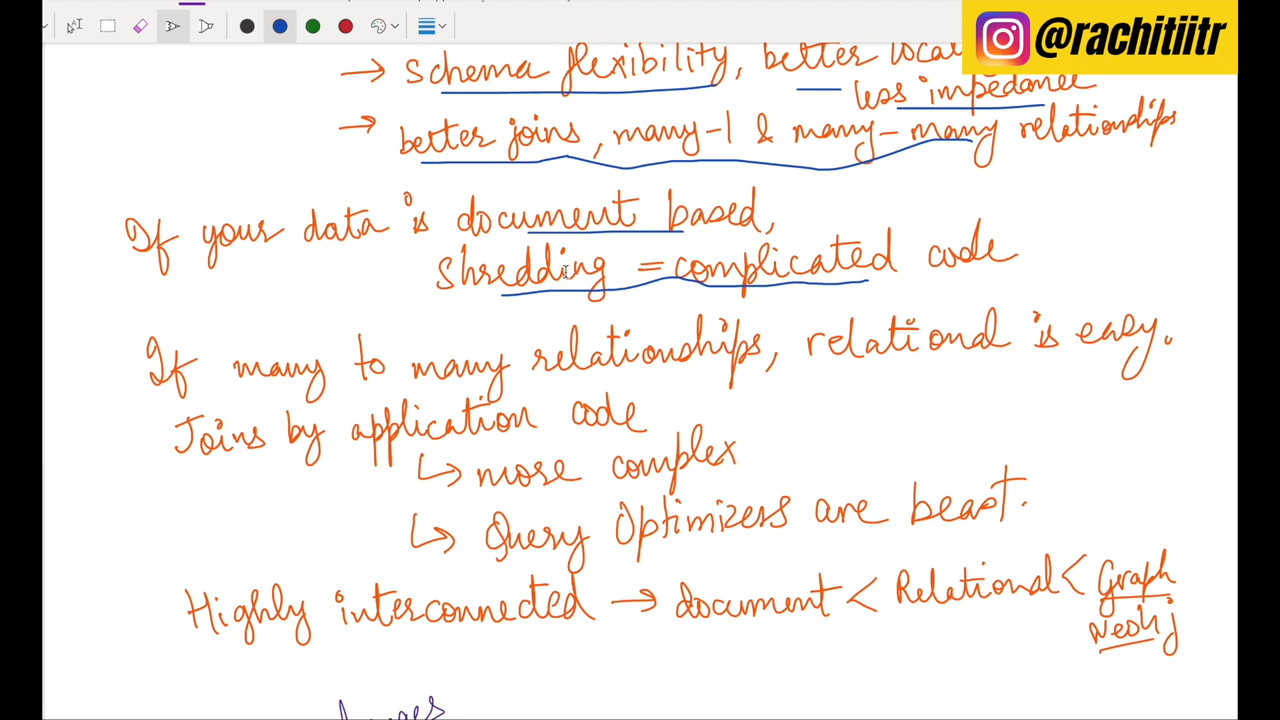 @rachitiitr
→ schema flexibility, better
less impedance
→ better joins, many-1 & many-many relationships
If your data is document based,
shredding = complicated code
If many to many relationships, relational is easy.
Joins by application code
↳ more complex
↳ Query Optimizers are beast.
Highly interconnected → document < Relational < Graph
Neo4j